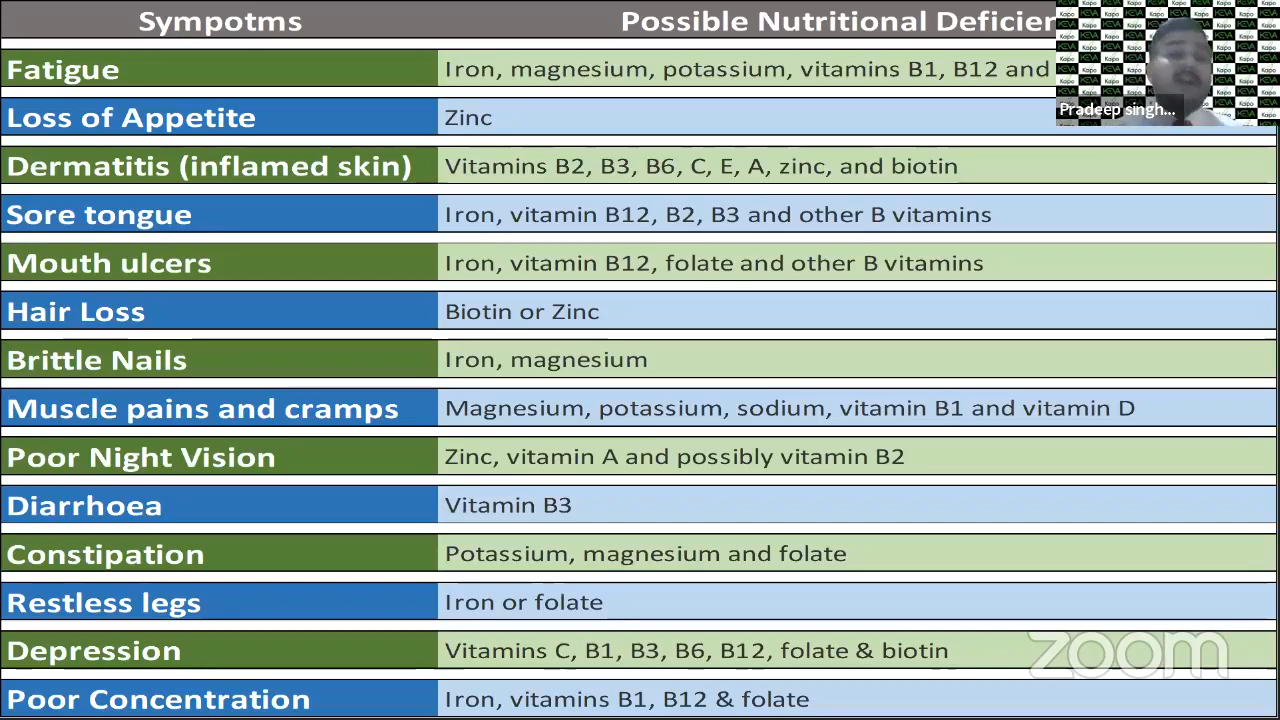 Sympotms Possible Nutritional
Fatigue Iron, magnesium, potassium, vitamins B1, B12 and
Pradeep singh...
Loss of Appetite Zinc
Dermatitis (inflamed skin) Vitamins B2, B3, B6, C, E, A, zinc, and biotin
Sore tongue Iron, vitamin B12, B2, B3 and other B vitamins
Mouth ulcers Iron, vitamin B12, folate and other B vitamins
Hair Loss Biotin or Zinc
Brittle Nails Iron, magnesium
Muscle pains and cramps Magnesium, potassium, sodium, vitamin B1 and vitamin D
Poor Night Vision Zinc, vitamin A and possibly vitamin B2
Diarrhoea Vitamin B3
Constipation Potassium, magnesium and folate
Restless legs Iron or folate
Depression Vitamins C, B1, B3, B6, B12, folate & biotin
zoom
Poor Concentration Iron, vitamins B1, B12 & folate